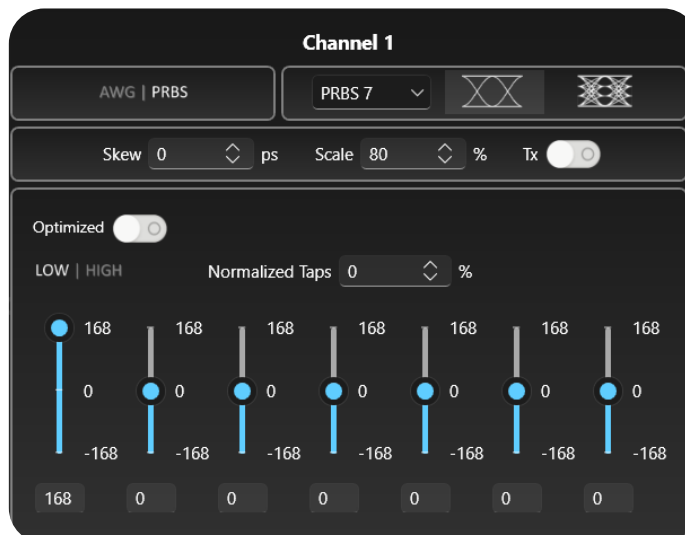 Channel 1
AWG | PRBS PRBS 7
Skew 0 ps Scale 80 % Tx
Optimized
LOW | HIGH Normalized Taps 0 %
168 168 168 168 168 168 168
0 0 0 0 0 0 0
-168 -168 -168 -168 -168 -168 -168
168 0 0 0 0 0 0